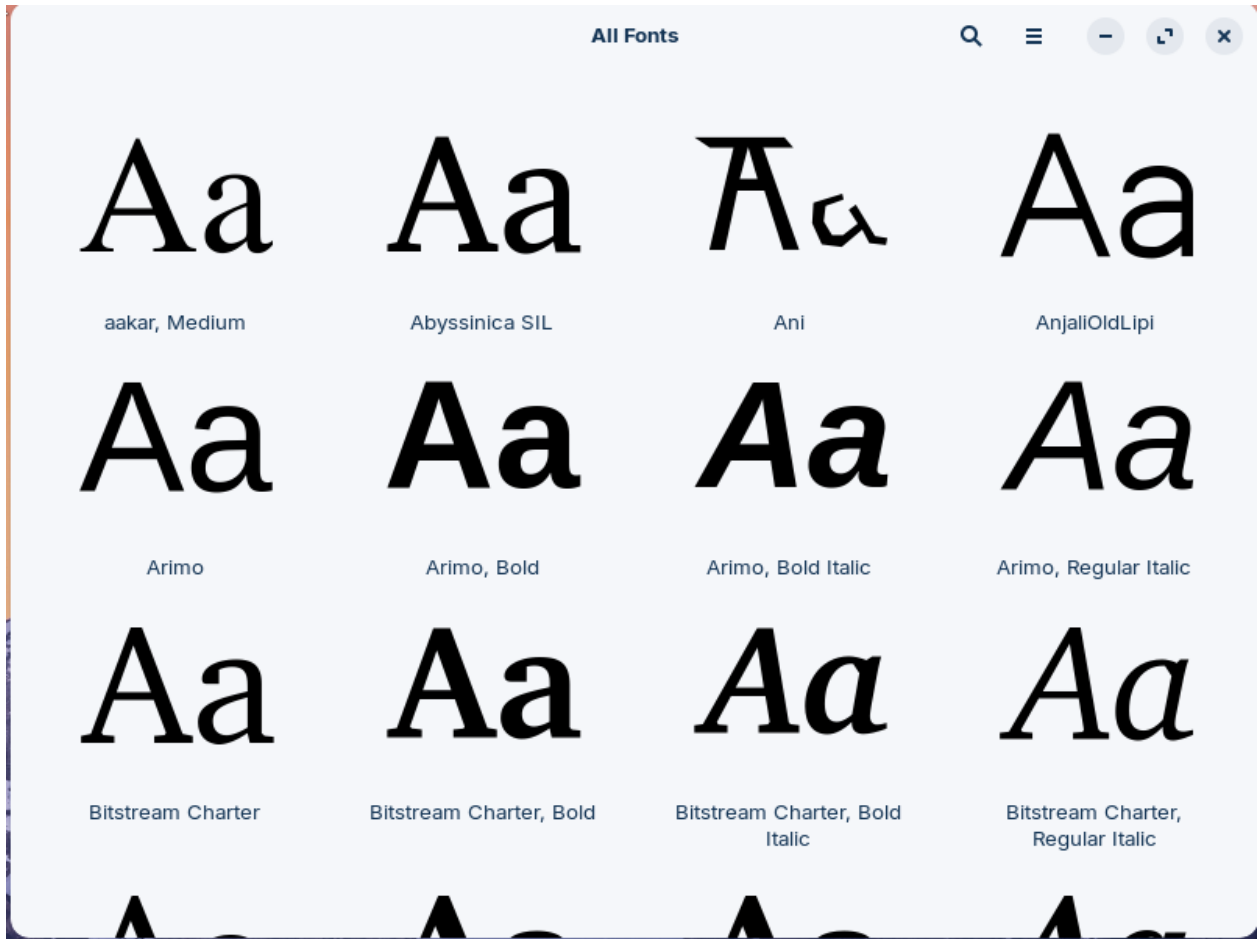 All Fonts
Aa Aa Aa Aa
aakar, Medium Abyssinica SIL Ani AnjaliOldLipi
Aa Aa Aa Aa
Arimo Arimo, Bold Arimo, Bold Italic Arimo, Regular Italic
Aa Aa Aa Aa
Bitstream Charter Bitstream Charter, Bold Bitstream Charter, Bold Bitstream Charter,
Italic Regular Italic